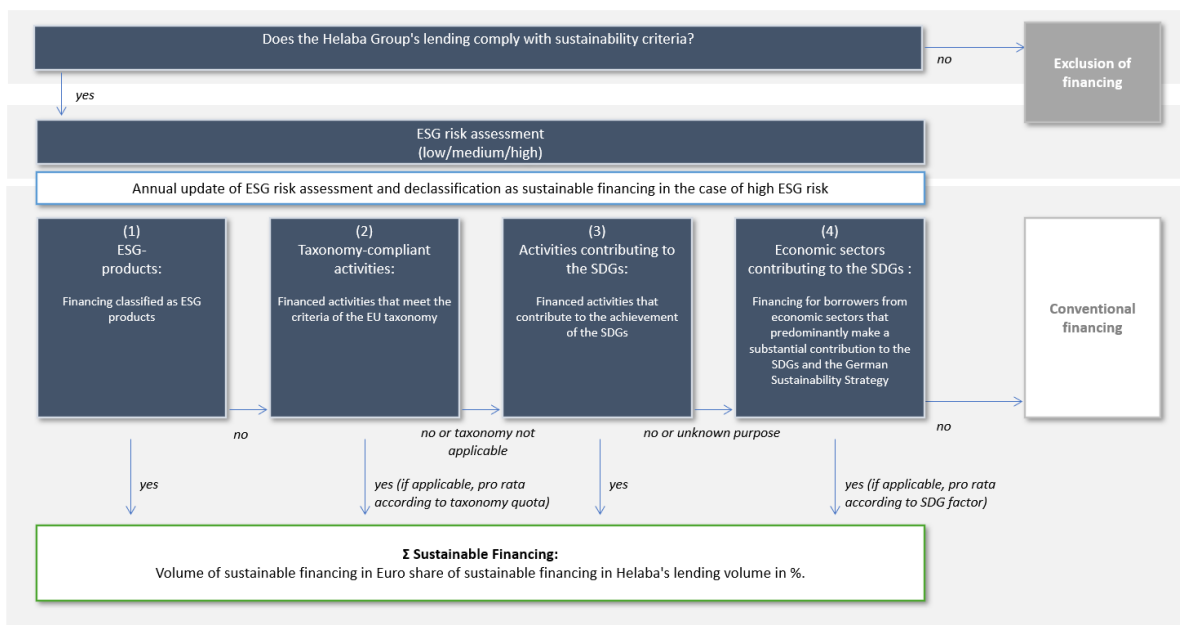 Does the Helaba Group's lending comply with sustainability criteria?
no
Exclusion of
financing
yes
ESG risk assessment
(low/medium/high)
Annual update of ESG risk assessment and declassification as sustainable financing in the case of high ESG risk
(1)
ESG-
products:
Financing classified as ESG
products
(2)
Taxonomy-compliant
activities:
Financed activities that meet the
criteria of the EU taxonomy
(3)
Activities contributing to
the SDGs:
Financed activities that
contribute to the achievement
of the SDGs
(4)
Economic sectors
contributing to the SDGs :
Financing for borrowers from
economic sectors that
predominantly make a
substantial contribution to the
SDGs and the German
Sustainability Strategy
Conventional
financing
no
no or taxonomy not
applicable
no or unknown purpose
no
yes
yes (if applicable, pro rata
according to taxonomy quota)
yes
yes (if applicable, pro rata
according to SDG factor)
Σ Sustainable Financing:
Volume of sustainable financing in Euro share of sustainable financing in Helaba's lending volume in %.